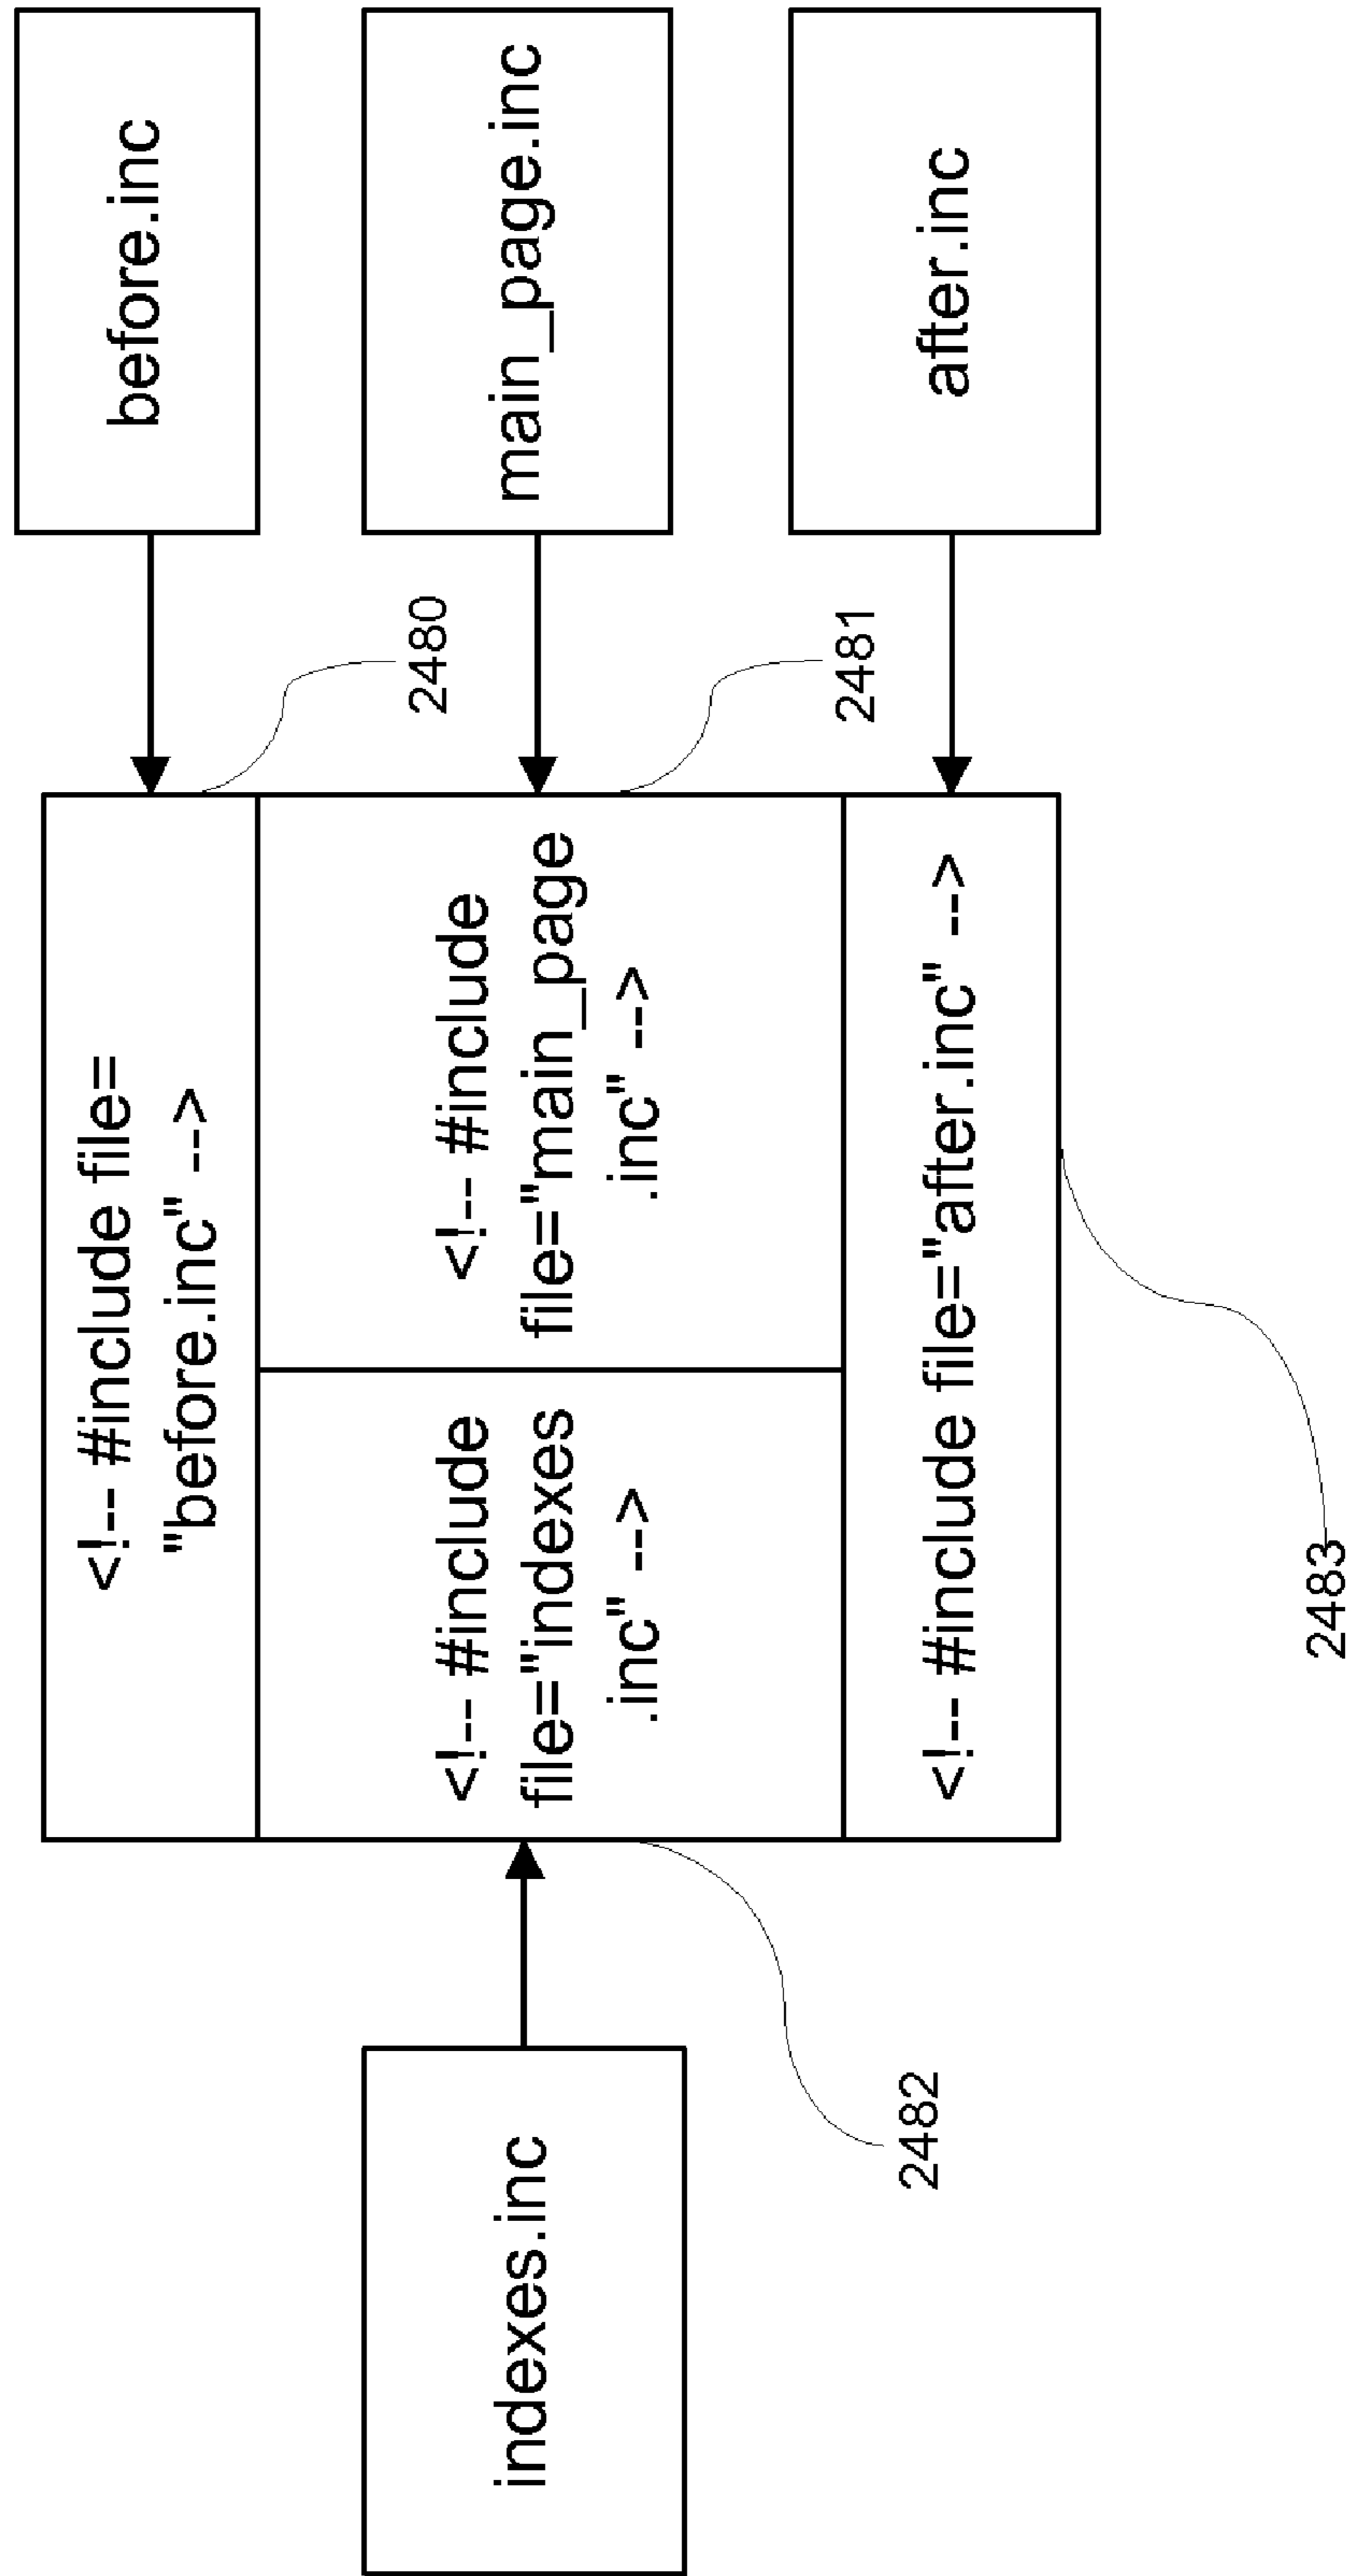 before.inc
<!-- #include file=
"before.inc" -->
2480
indexes.inc
<!-- #include
file="indexes
.inc" -->
<!-- #include
file="main_page
.inc" -->
main_page.inc
2481
2482
<!-- #include file="after.inc" -->
after.inc
2483